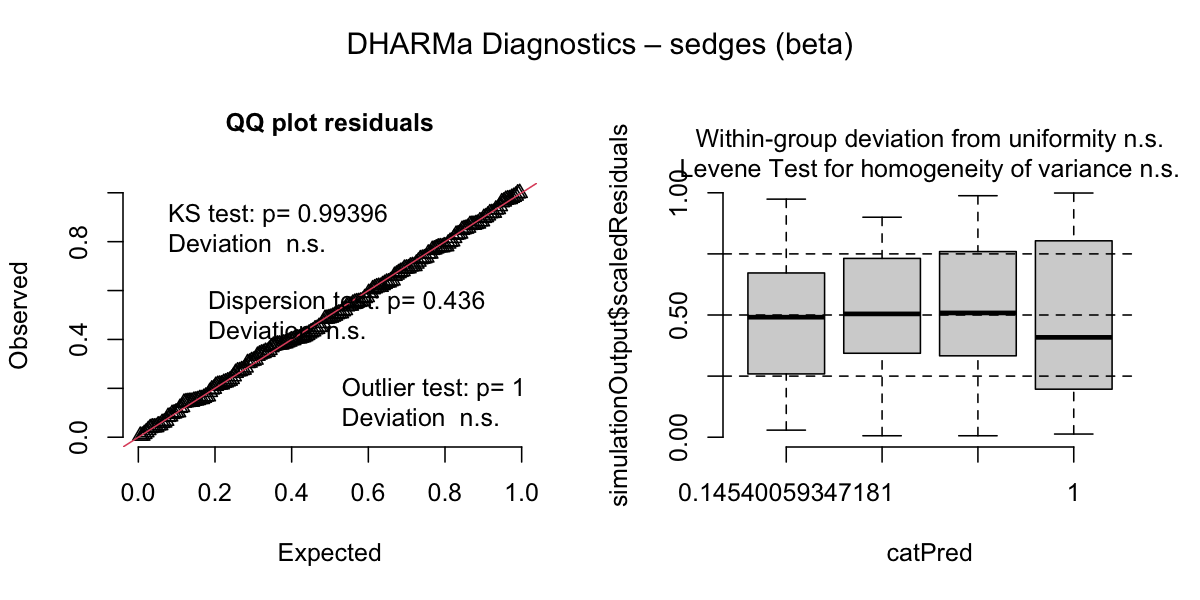 DHARMa Diagnostics – sedges (beta)
QQ plot residuals
KS test: p= 0.99396
Deviation  n.s.
Dispersion test: p= 0.436
Deviation  n.s.
Outlier test: p= 1
Deviation  n.s.
Observed
0.0
0.4
0.8
0.0 0.2 0.4 0.6 0.8 1.0
Expected
Within-group deviation from uniformity n.s.
Levene Test for homogeneity of variance n.s.
simulationOutput$scaledResiduals
0.00
0.50
1.00
0.14540059347181 1
catPred